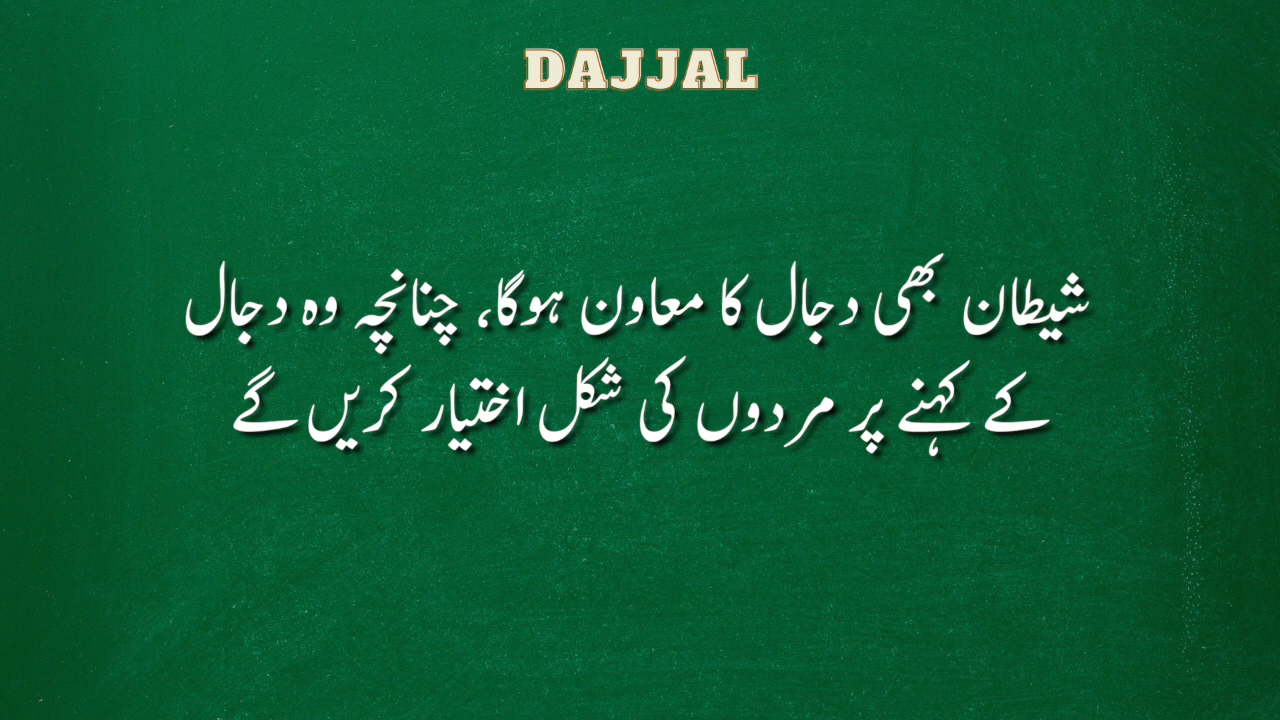 DAJJAL
شیطان بھی دجال کا معاون ہوگا، چنانچہ وہ دجال
کے کہنے پر مردوں کی شکل اختیار کریں گے